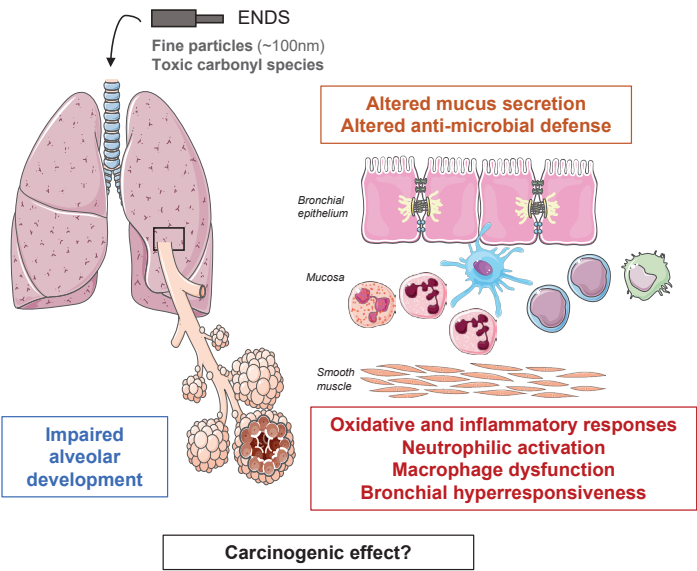 ENDS
Fine particles (~100nm)
Toxic carbonyl species
Altered mucus secretion
Altered anti-microbial defense
Bronchial
epithelium
Mucosa
Smooth
muscle
Impaired
alveolar
development
Oxidative and inflammatory responses
Neutrophilic activation
Macrophage dysfunction
Bronchial hyperresponsiveness
Carcinogenic effect?